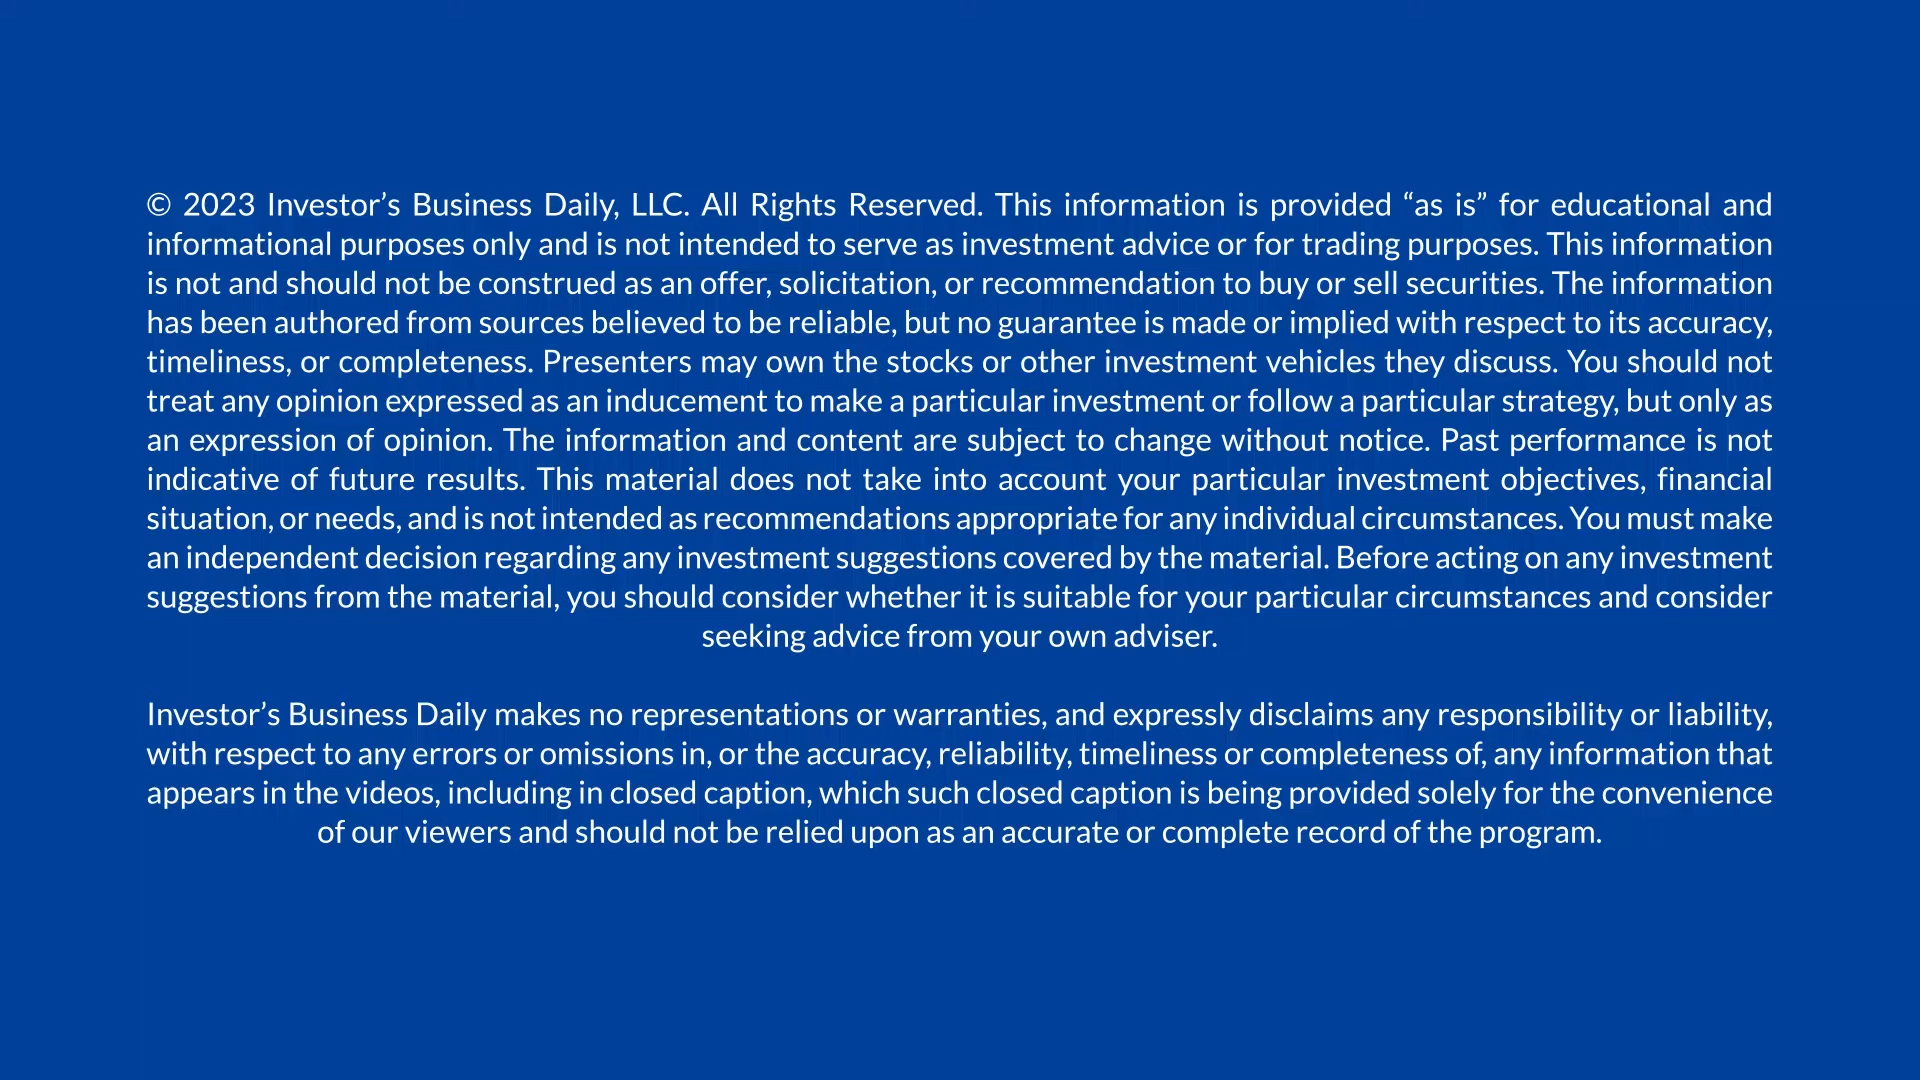 © 2023 Investor’s Business Daily, LLC. All Rights Reserved. This information is provided “as is” for educational and
informational purposes only and is not intended to serve as investment advice or for trading purposes. This information
is not and should not be construed as an offer, solicitation, or recommendation to buy or sell securities. The information
has been authored from sources believed to be reliable, but no guarantee is made or implied with respect to its accuracy,
timeliness, or completeness. Presenters may own the stocks or other investment vehicles they discuss. You should not
treat any opinion expressed as an inducement to make a particular investment or follow a particular strategy, but only as
an expression of opinion. The information and content are subject to change without notice. Past performance is not
indicative of future results. This material does not take into account your particular investment objectives, financial
situation, or needs, and is not intended as recommendations appropriate for any individual circumstances. You must make
an independent decision regarding any investment suggestions covered by the material. Before acting on any investment
suggestions from the material, you should consider whether it is suitable for your particular circumstances and consider
seeking advice from your own adviser.
Investor’s Business Daily makes no representations or warranties, and expressly disclaims any responsibility or liability,
with respect to any errors or omissions in, or the accuracy, reliability, timeliness or completeness of, any information that
appears in the videos, including in closed caption, which such closed caption is being provided solely for the convenience
of our viewers and should not be relied upon as an accurate or complete record of the program.